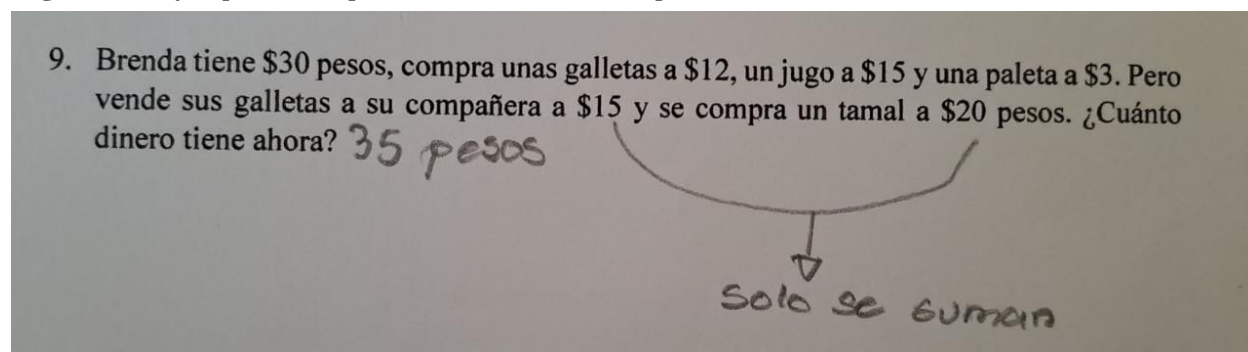 9. Brenda tiene $30 pesos, compra unas galletas a $12, un jugo a $15 y una paleta a $3. Pero
vende sus galletas a su compañera a $15 y se compra un tamal a $20 pesos. ¿Cuánto
dinero tiene ahora? 35 pesos
Solo se suman